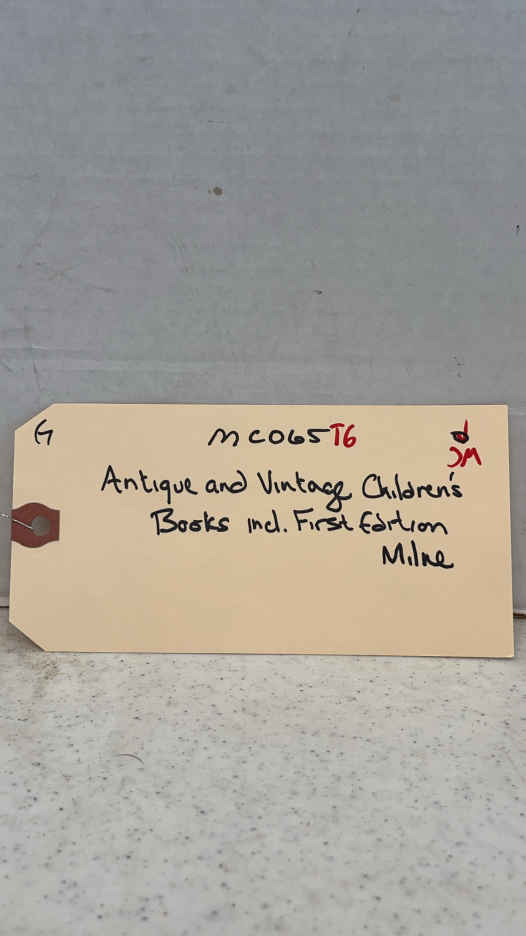 G MC065T6
JM
Antique and Vintage Children's
Books incl. First Edition
Milne